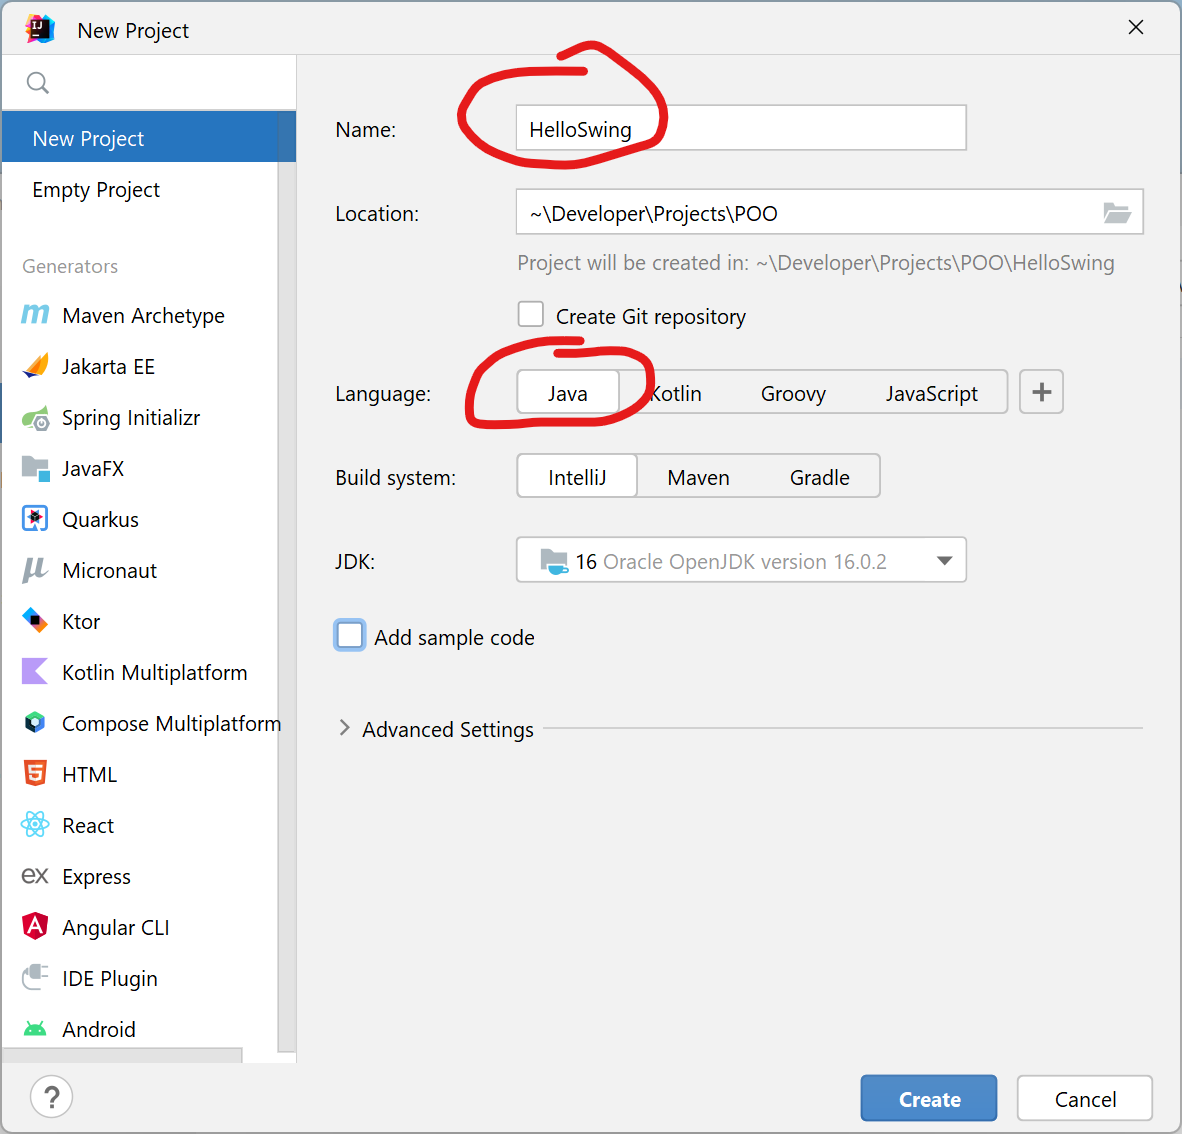 New Project
New Project
Empty Project
Generators
Maven Archetype
Jakarta EE
Spring Initializr
JavaFX
Quarkus
Micronaut
Ktor
Kotlin Multiplatform
Compose Multiplatform
HTML
React
Express
Angular CLI
IDE Plugin
Android
Name: HelloSwing
Location: ~\Developer\Projects\POO
Project will be created in: ~\Developer\Projects\POO\HelloSwing
Create Git repository
Language: Java Kotlin Groovy JavaScript +
Build system: IntelliJ Maven Gradle
JDK: 16 Oracle OpenJDK version 16.0.2
Add sample code
Advanced Settings
? Create Cancel